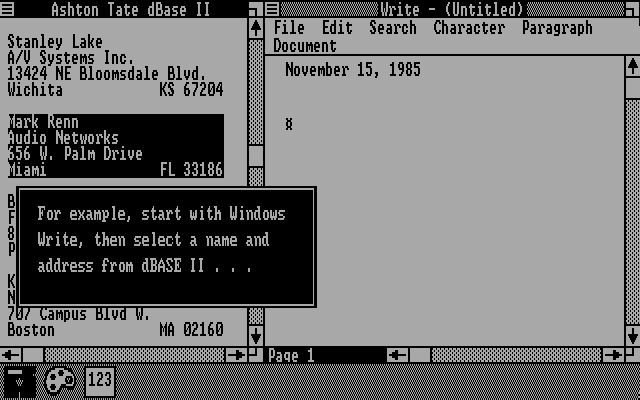 Ashton Tate dBase II
Stanley Lake
A/V Systems Inc.
13424 NE Bloomsdale Blvd.
Wichita KS 67204
Mark Renn
Audio Networks
656 W. Palm Drive
Miami FL 33186
B
F
8
P
K
N
707 Campus Blvd W.
Boston MA 02160
For example, start with Windows
Write, then select a name and
address from dBASE II . . .
Write - (Untitled)
File Edit Search Character Paragraph
Document
November 15, 1985
¤
Page 1
123